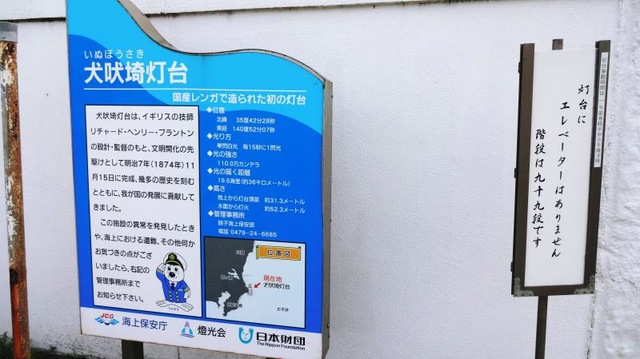 いぬぼうさき
犬吠埼灯台
国産レンガで造られた初の灯台
犬吠埼灯台は、イギリスの技師
リチャード・ヘンリー・ブラントン
の設計・監督のもと、文明開化の先
駆けとして明治7年(1874年)11
月15日に完成、幾多の歴史を刻む
とともに、我が国の発展に貢献して
きました。
この施設の異常を発見したとき
や、海上における遭難、その他何か
お気づきの点がござ
いましたら、右記の
管理事務所まで
お知らせ下さい。
◆位置
北緯 35度42分28秒
東経 140度52分07秒
◆光り方
単閃白光 毎15秒に1閃光
◆光の強さ
110.0万カンデラ
◆光の届く距離
19.5海里(約36キロメートル)
◆高さ
地上から灯台頂部 約31.3メートル
水面から灯火 約52.3メートル
◆管理事務所
銚子海上保安部
電話 0479-24-6685
位置図
現在地
犬吠埼灯台
太平洋
JCG 海上保安庁
燈光会
日本財団
The Nippon Foundation
灯台に
エレベーターはありません
階段は九十九段です